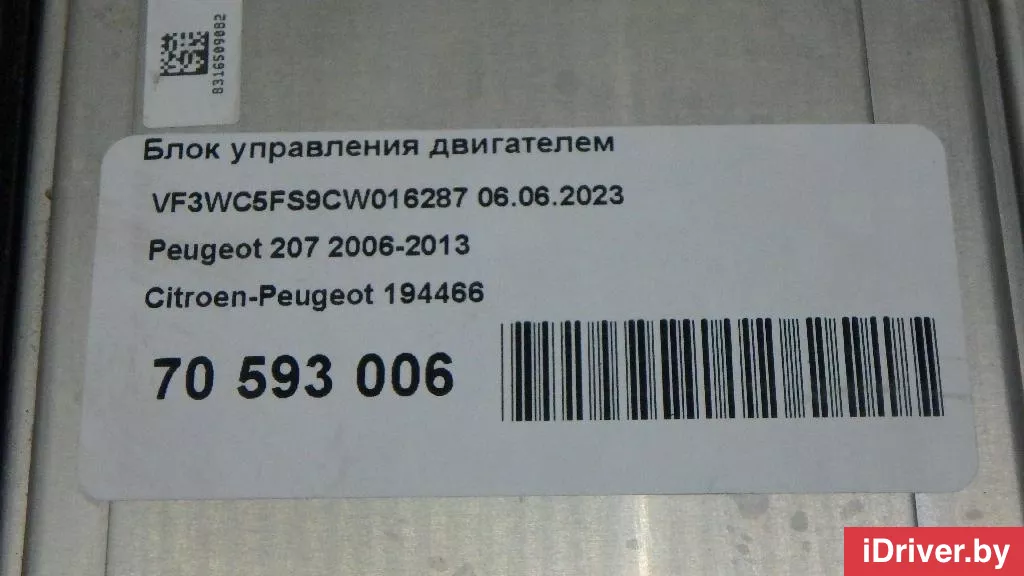 8316509082
Блок управления двигателем
VF3WC5FS9CW016287 06.06.2023
Peugeot 207 2006-2013
Citroen-Peugeot 194466
70 593 006
iDriver.by